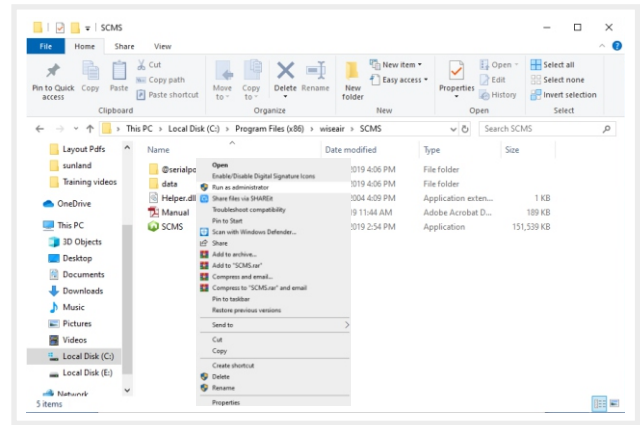 SCMS
File Home Share View
Pin to Quick access
Copy
Paste
Cut
Copy path
Paste shortcut
Move to
Copy to
Delete
Rename
New folder
New item
Easy access
Properties
Open
Edit
History
Select all
Select none
Invert selection
Clipboard Organize New Open Select
This PC > Local Disk (C:) > Program Files (x86) > wiseair > SCMS
Search SCMS
Name Date modified Type Size
Layout Pdfs
sunland
Training videos
OneDrive
This PC
3D Objects
Desktop
Documents
Downloads
Music
Pictures
Videos
Local Disk (C:)
Local Disk (E:)
Network
@serialpo 2019 4:06 PM File folder
data 2019 4:06 PM File folder
Helper.dll 2004 4:09 PM Application exten... 1 KB
Manual 19 11:44 AM Adobe Acrobat D... 189 KB
SCMS 2019 2:54 PM Application 151,539 KB
Open
Enable/Disable Digital Signature Icons
Run as administrator
Share files via SHAREit
Troubleshoot compatibility
Pin to Start
Scan with Windows Defender...
Share
Add to archive...
Add to "SCMS.rar"
Compress and email...
Compress to "SCMS.rar" and email
Pin to taskbar
Restore previous versions
Send to
Cut
Copy
Create shortcut
Delete
Rename
Properties
5 items